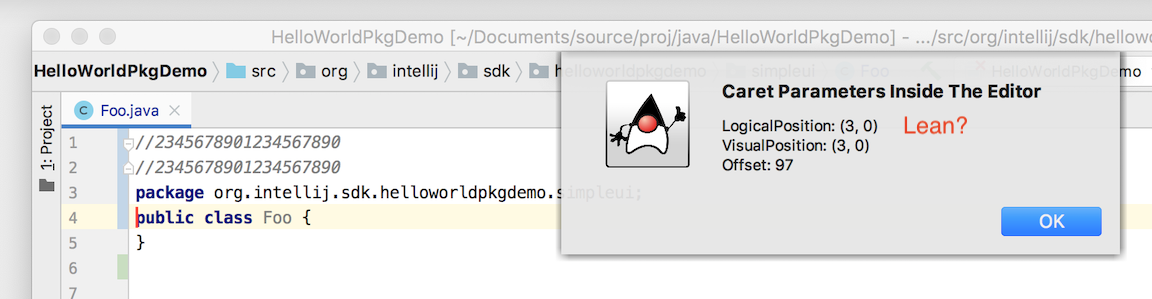 HelloWorldPkgDemo [~/Documents/source/proj/java/HelloWorldPkgDemo] - .../src/org/intellij/sdk/hellowo
HelloWorldPkgDemo src org intellij sdk helloworldpkgdemo simpleui Foo HelloWorldPkgDemo
1: Project
Foo.java
1 //2345678901234567890
2 //2345678901234567890
3 package org.intellij.sdk.helloworldpkgdemo.simpleui;
4 public class Foo {
5 }
6
7
Caret Parameters Inside The Editor
LogicalPosition: (3, 0) Lean?
VisualPosition: (3, 0)
Offset: 97
OK